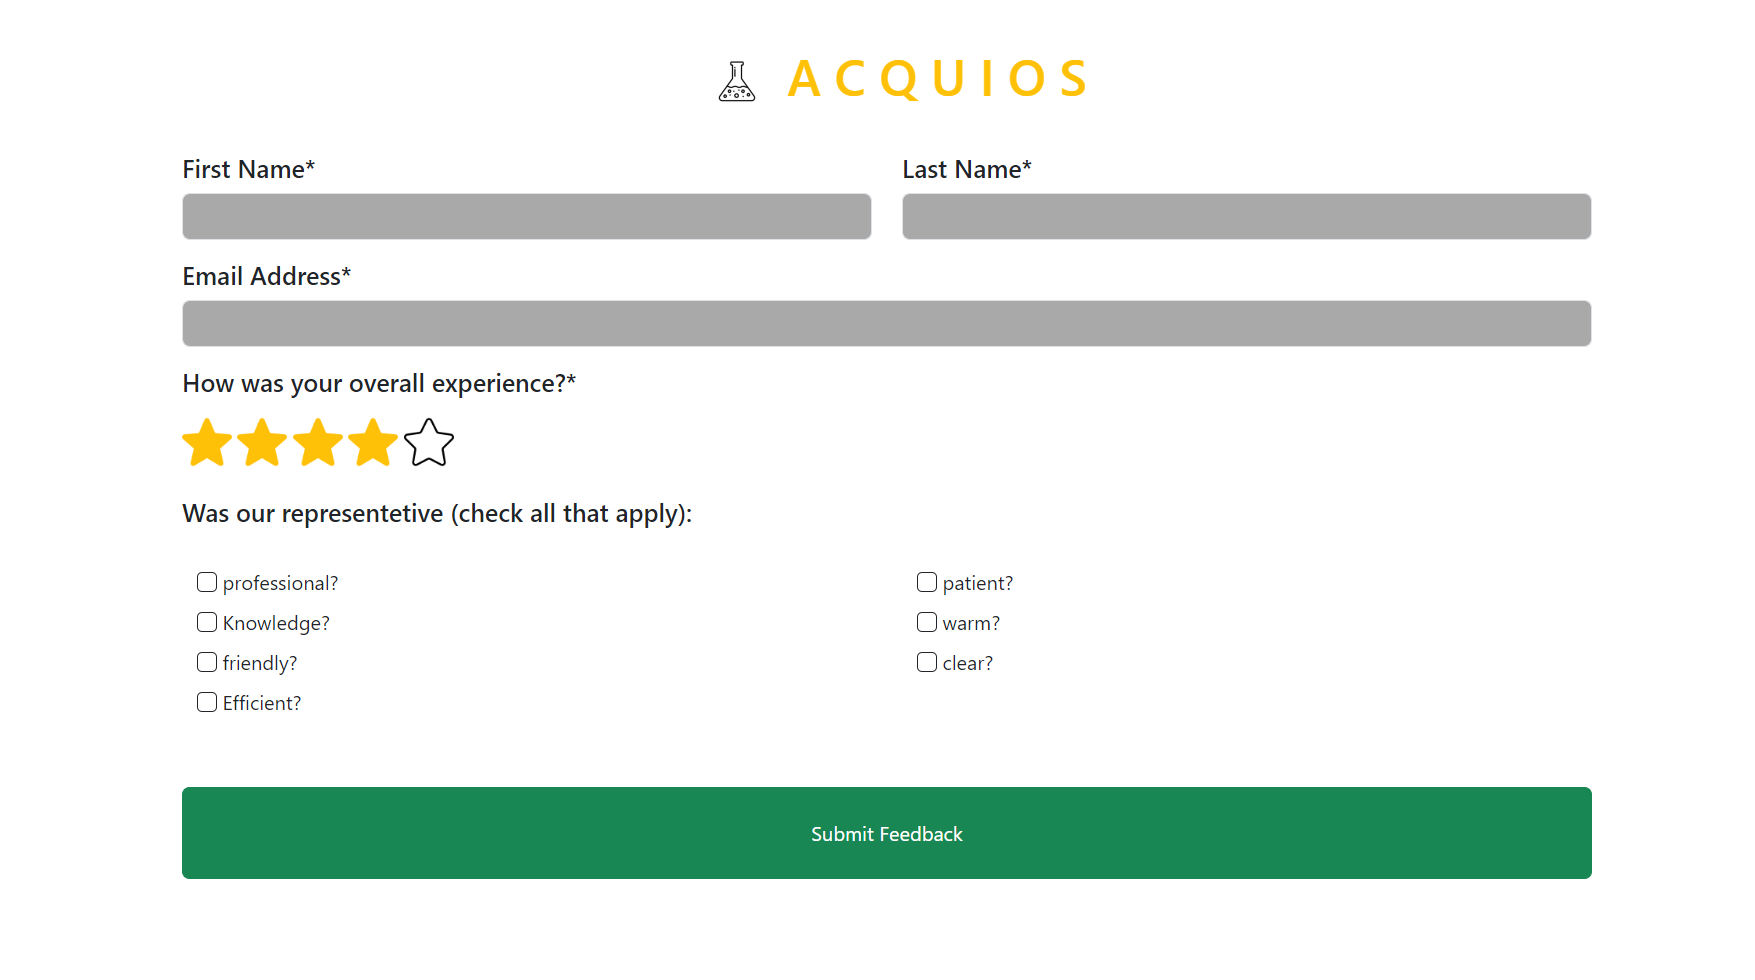 ACQUIOS
First Name*
Last Name*
Email Address*
How was your overall experience?*
Was our representetive (check all that apply):
professional?
Knowledge?
friendly?
Efficient?
patient?
warm?
clear?
Submit Feedback